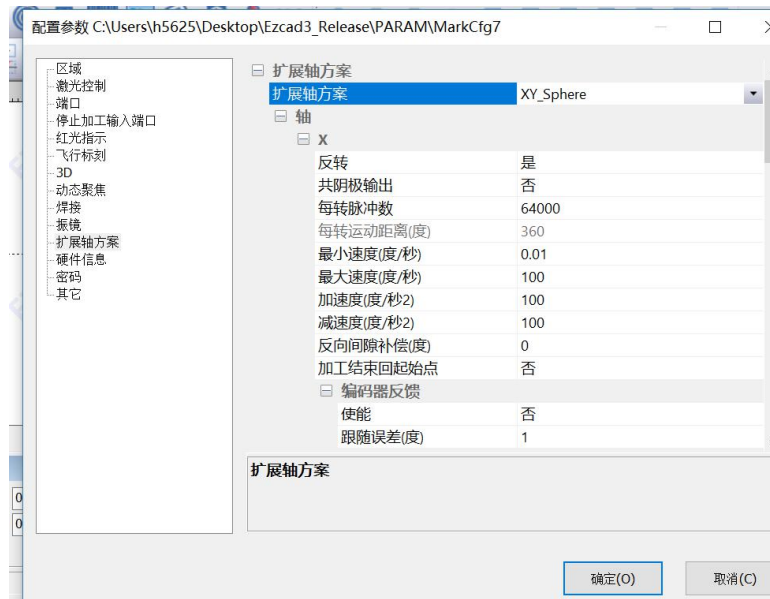 配置参数 C:\Users\h5625\Desktop\Ezcad3_Release\PARAM\MarkCfg7
区域
激光控制
端口
停止加工输入端口
红光指示
飞行标刻
3D
动态聚焦
焊接
振镜
扩展轴方案
硬件信息
密码
其它
扩展轴方案
扩展轴方案 XY_Sphere
轴
X
反转 是
共阴极输出 否
每转脉冲数 64000
每转运动距离(度) 360
最小速度(度/秒) 0.01
最大速度(度/秒) 100
加速度(度/秒2) 100
减速度(度/秒2) 100
反向间隙补偿(度) 0
加工结束回起始点 否
编码器反馈
使能 否
跟随误差(度) 1
扩展轴方案
0
0
确定(O) 取消(C)